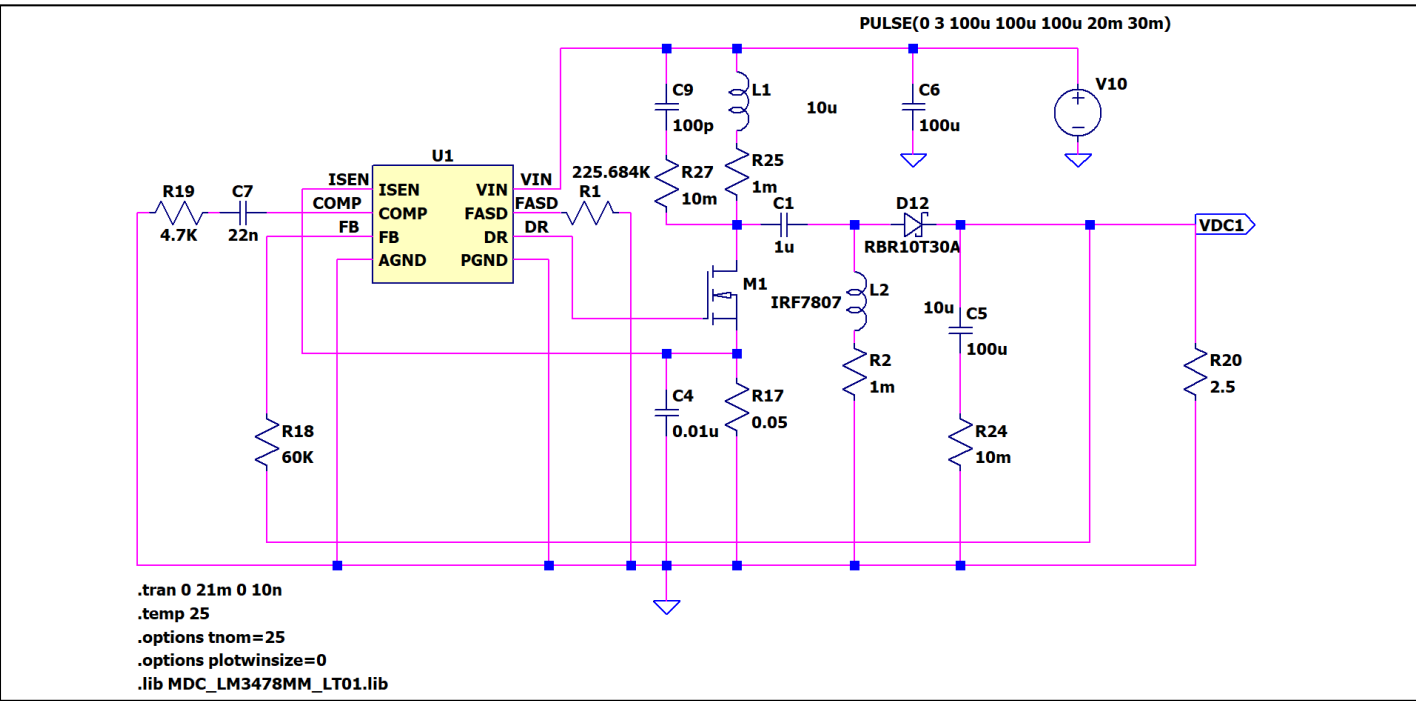 PULSE(0 3 100u 100u 100u 20m 30m)
V10
C9
100p
L1
10u
C6
100u
U1
225.684K
R1
R27
10m
R25
1m
R19
4.7K
C7
22n
ISEN
COMP
FB
ISEN
COMP
FB
AGND
VIN
FASD
DR
PGND
VIN
FASD
DR
C1
1u
D12
RBR10T30A
VDC1
M1
IRF7807
L2
10u
C5
100u
R2
1m
R20
2.5
C4
0.01u
R17
0.05
R18
60K
R24
10m
.tran 0 21m 0 10n
.temp 25
.options tnom=25
.options plotwinsize=0
.lib MDC_LM3478MM_LT01.lib